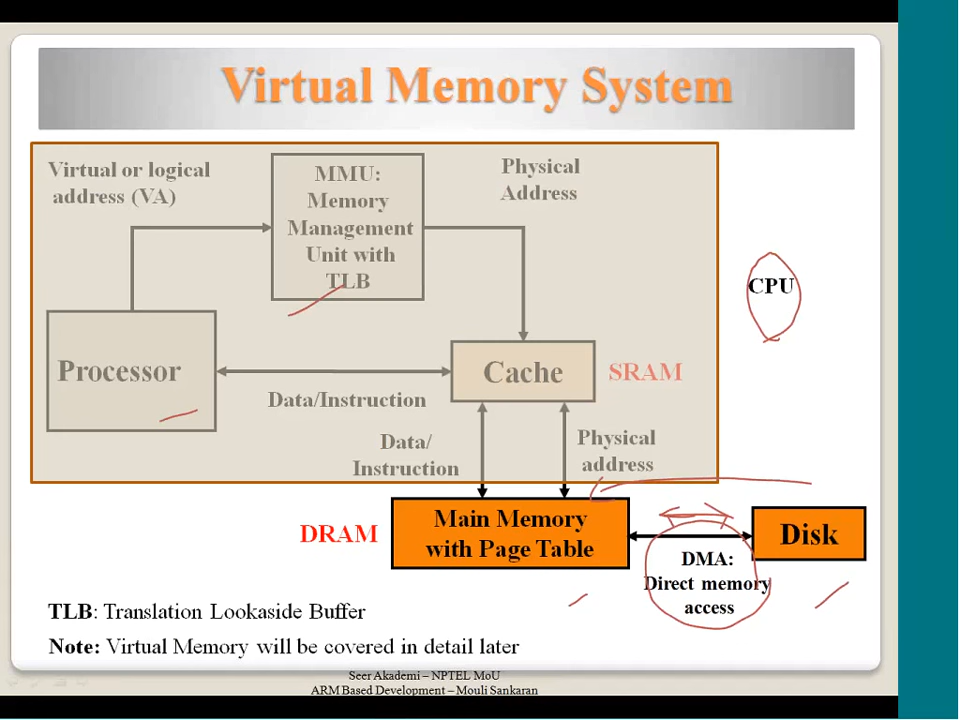 Virtual Memory System
Virtual or logical
address (VA)
MMU:
Memory
Management
Unit with
TLB
Physical
Address
CPU
Processor
Cache
SRAM
Data/Instruction
Data/
Instruction
Physical
address
DRAM
Main Memory
with Page Table
Disk
DMA:
Direct memory
access
TLB: Translation Lookaside Buffer
Note: Virtual Memory will be covered in detail later
Seer Akademi – NPTEL MoU
ARM Based Development – Mouli Sankaran